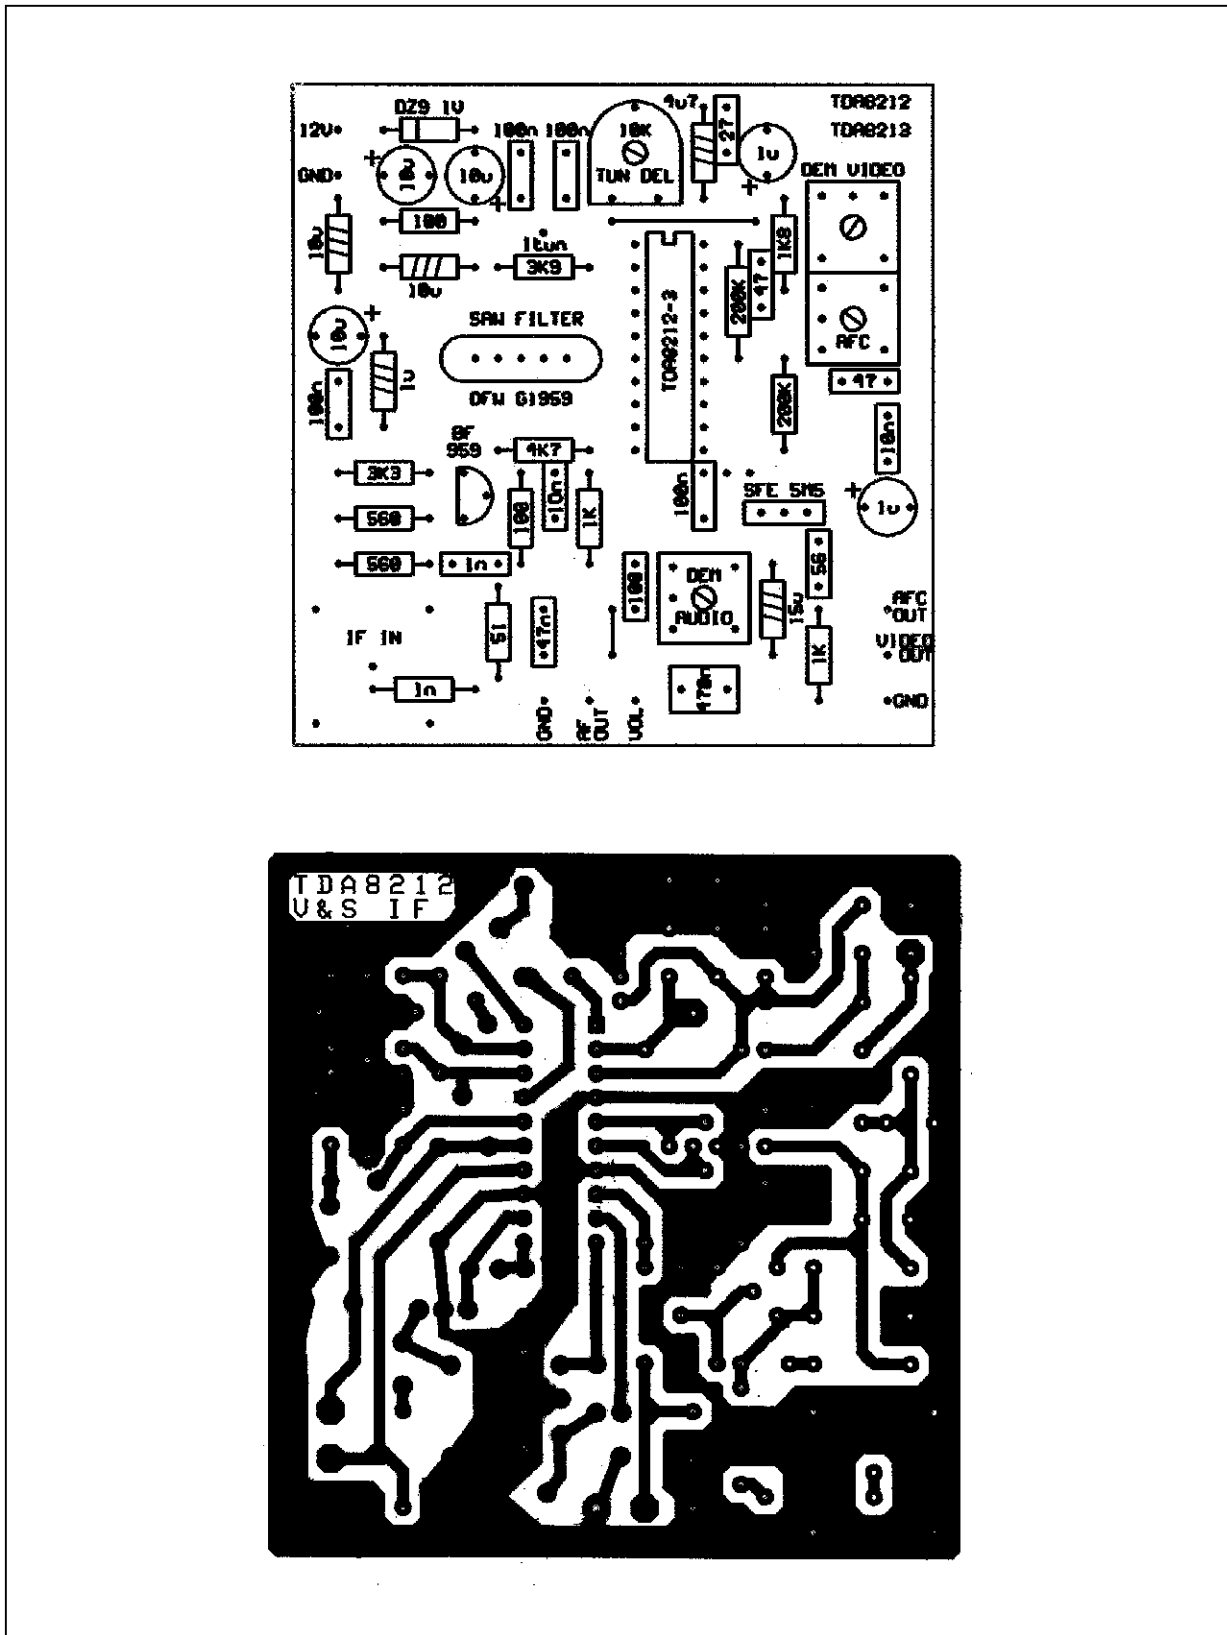 DZ9 1V
4u7
TDA8212
12V
100n 100n
10K
27
TDA8213
1u
GND
10u
10u
TUN DEL
DEM VIDEO
100
10u
1tun
3K9
1K8
10u
200K
47
TDA8212-3
10u
SAW FILTER
AFC
1u
OFW G1959
47
100n
200K
BF
959
4K7
10n
3K3
100n
SFE 5M5
10n
1u
560
100
1K
560
1n
100
DEM
AUDIO
15u
56
AFC
OUT
IF IN
51
47n
1K
VIDEO
OUT
1n
470n
GND
GND
AF
OUT
VOL
TDA8212
V&S IF